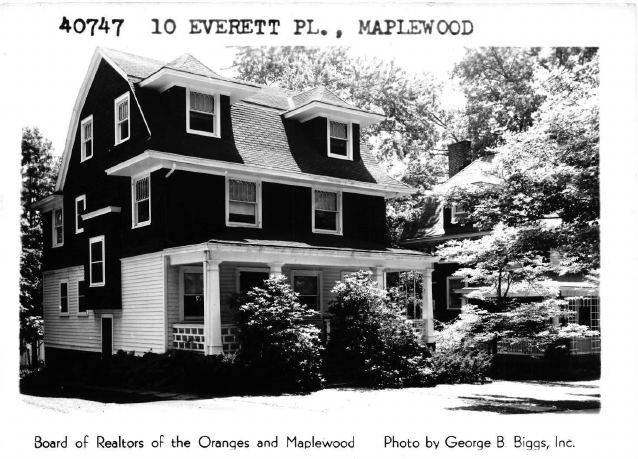 40747 10 EVERETT PL., MAPLEWOOD
Board of Realtors of the Oranges and Maplewood Photo by George B. Biggs, Inc.